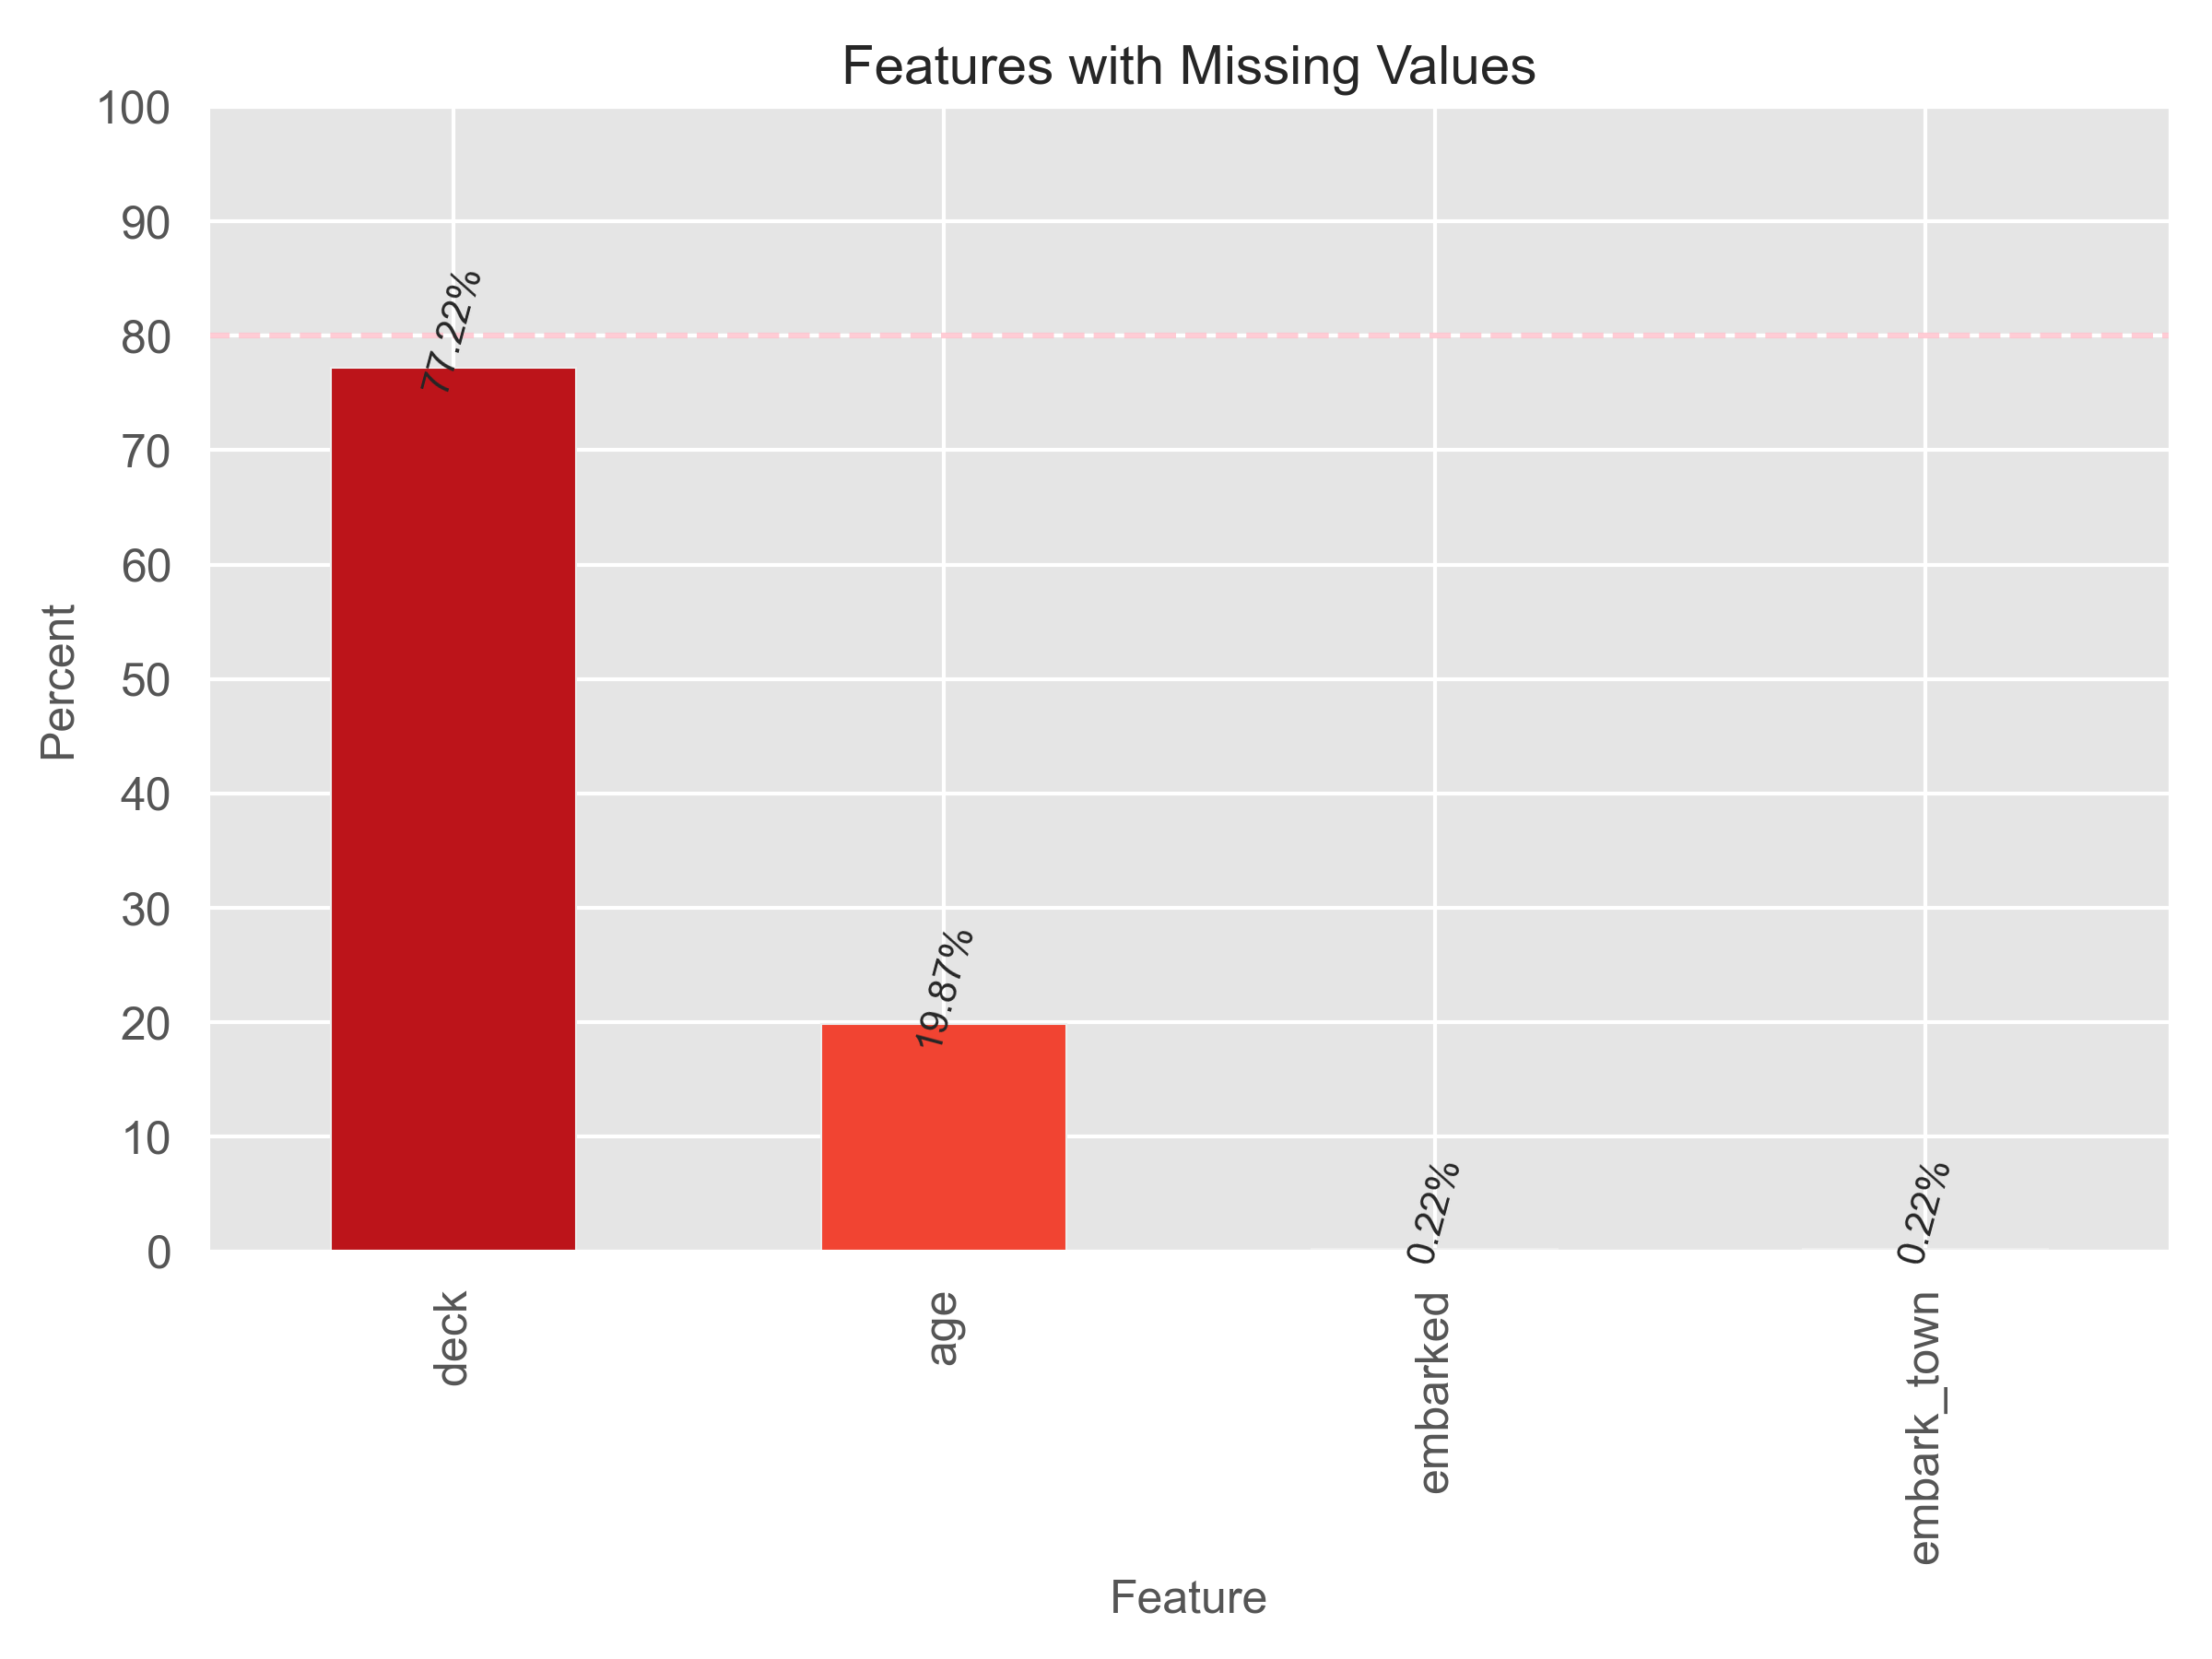 Features with Missing Values
100
90
80
70
60
50
40
30
20
10
0
Percent
77.22%
19.87%
0.22%
0.22%
deck
age
embarked
embark_town
Feature